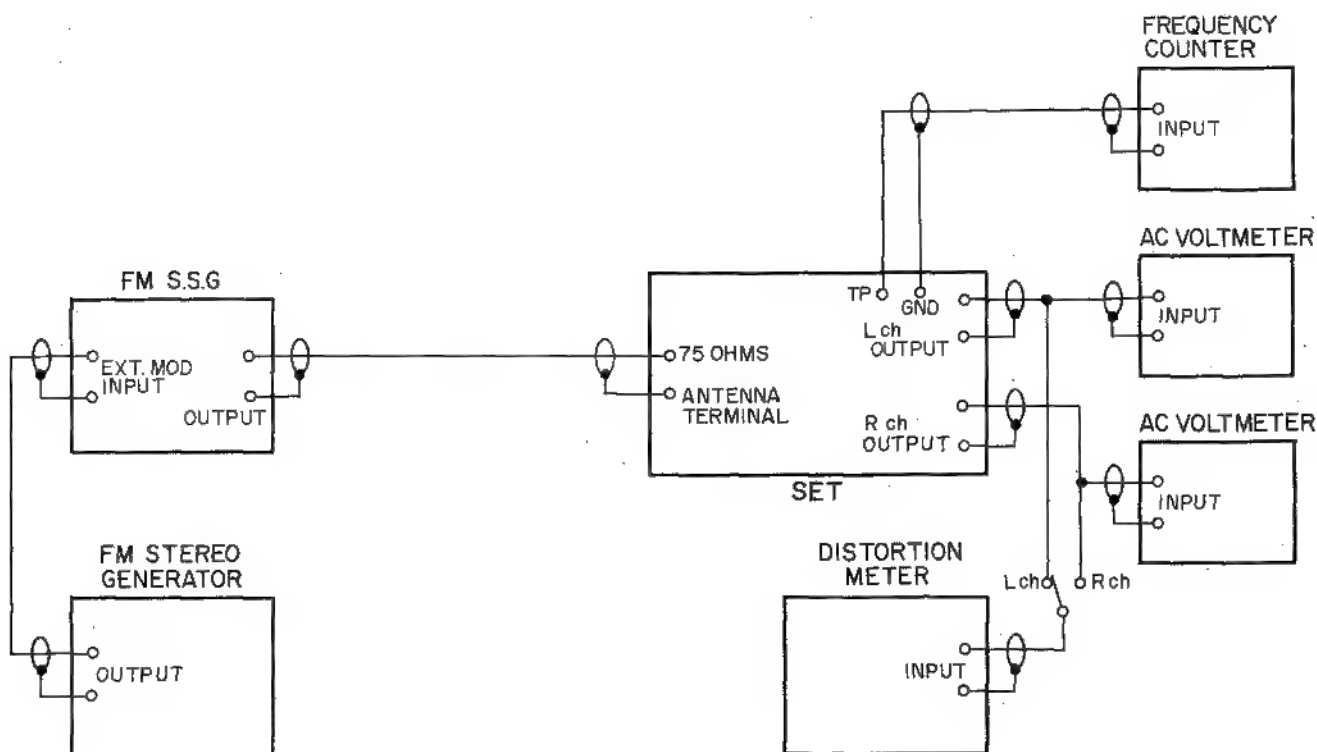 FREQUENCY
COUNTER
INPUT
AC VOLTMETER
INPUT
FM S.S.G
EXT. MOD
INPUT
OUTPUT
TP
GND
L ch
OUTPUT
75 OHMS
ANTENNA
TERMINAL
R ch
OUTPUT
SET
AC VOLTMETER
INPUT
FM STEREO
GENERATOR
OUTPUT
DISTORTION
METER
INPUT
L ch
R ch